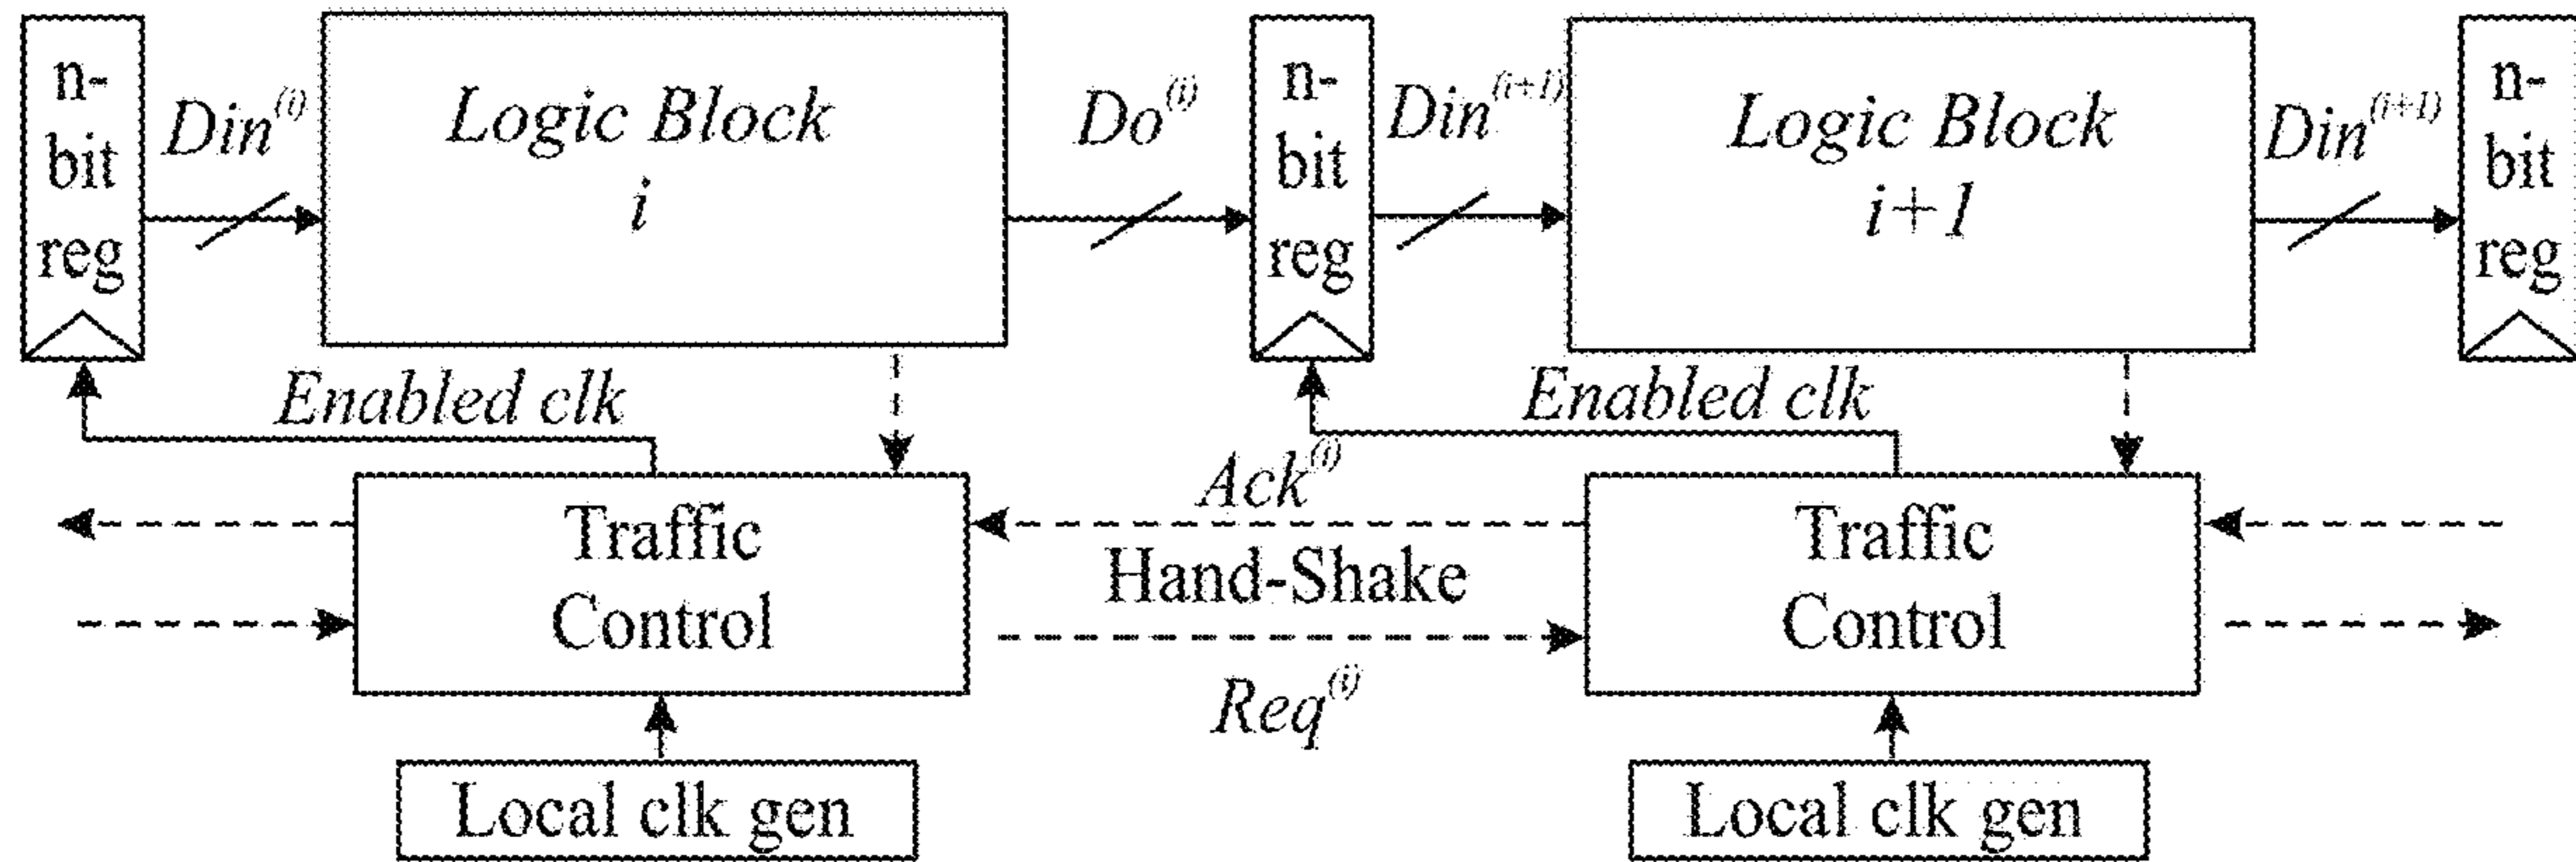 n-
bit
reg
Din^(i)
Logic Block
i
Do^(i)
n-
bit
reg
Din^(i+1)
Logic Block
i+1
Din^(i+1)
n-
bit
reg
Enabled clk
Enabled clk
Traffic
Control
Ack^(i)
Hand-Shake
Req^(i)
Traffic
Control
Local clk gen
Local clk gen